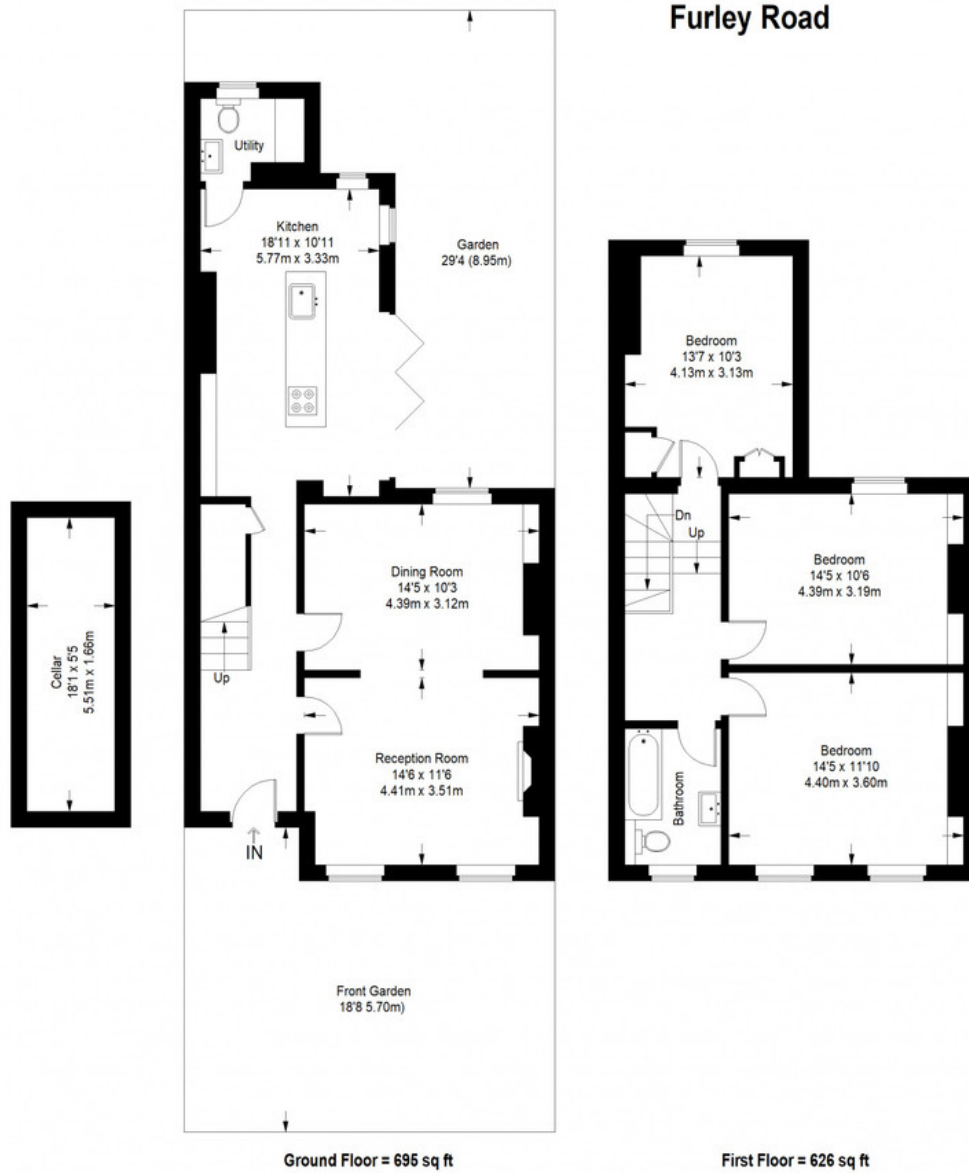 Furley Road
Utility
Kitchen
18'11 x 10'11
5.77m x 3.33m
Garden
29'4 (8.95m)
Bedroom
13'7 x 10'3
4.13m x 3.13m
Dn
Up
Dining Room
14'5 x 10'3
4.39m x 3.12m
Bedroom
14'5 x 10'6
4.39m x 3.19m
Cellar
18'1 x 5'5
5.51m x 1.66m
Up
Reception Room
14'6 x 11'6
4.41m x 3.51m
Bedroom
14'5 x 11'10
4.40m x 3.60m
Bathroom
IN
Front Garden
18'8 5.70m)
Ground Floor = 695 sq ft
First Floor = 626 sq ft